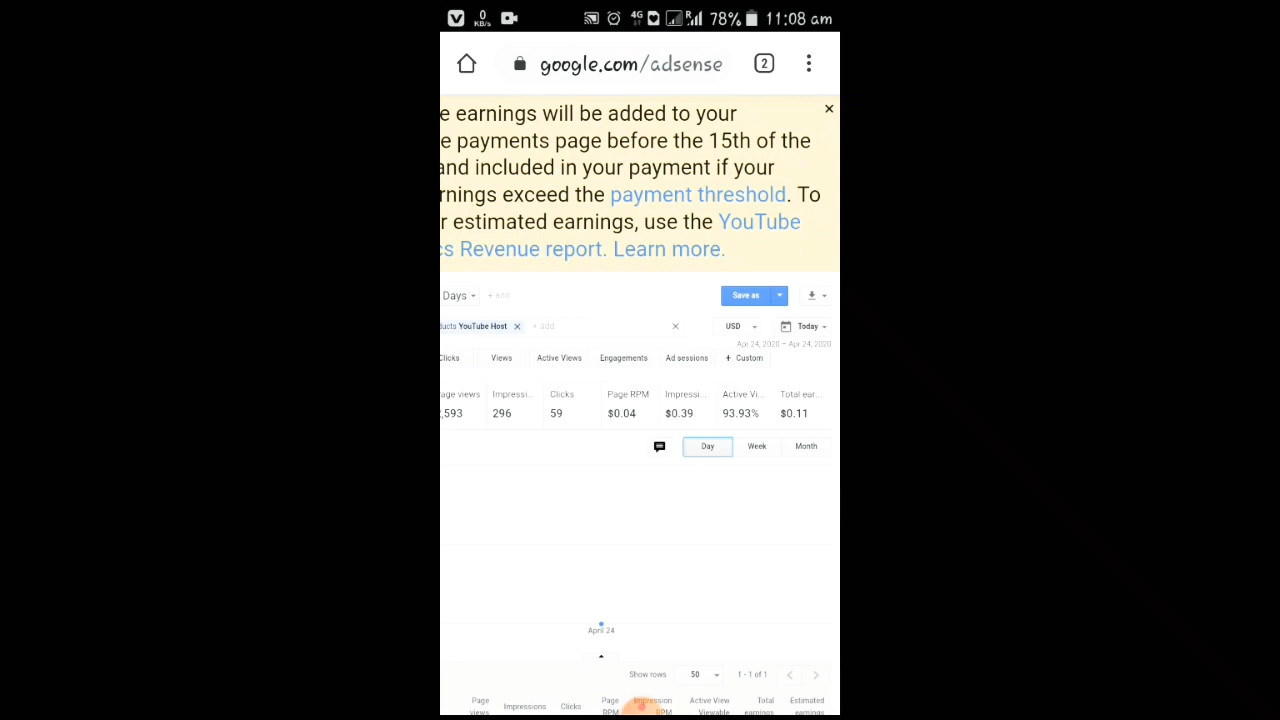 0 KB/s 4G R 78% 11:08 am
google.com/adsense 2
e earnings will be added to your
e payments page before the 15th of the
and included in your payment if your
rnings exceed the payment threshold. To
r estimated earnings, use the YouTube
cs Revenue report. Learn more.
Days + add Save as
ducts YouTube Host + add USD Today
Apr 24, 2020 – Apr 24, 2020
Clicks Views Active Views Engagements Ad sessions + Custom
age views Impressi... Clicks Page RPM Impressi... Active Vi... Total ear...
,593 296 59 $0.04 $0.39 93.93% $0.11
Day Week Month
April 24
Show rows 50 1 - 1 of 1
Page views Impressions Clicks Page RPM Impression RPM Active View Viewable Total earnings Estimated earnings